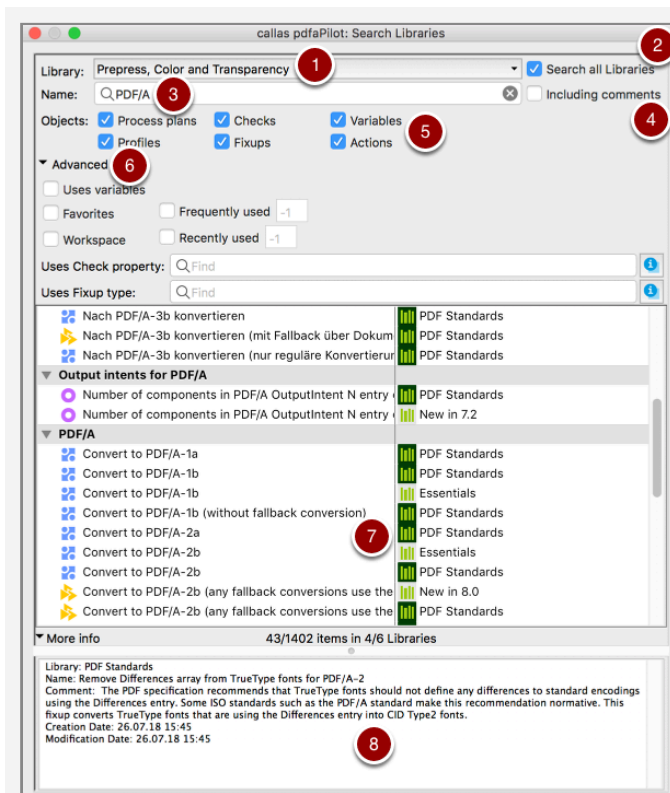 callas pdfaPilot: Search Libraries
2
1
Library: Prepress, Color and Transparency Search all Libraries
3
Name: PDF/A Including comments
4
Objects: Process plans Checks Variables
5
Profiles Fixups Actions
6
Advanced
Uses variables
Favorites Frequently used -1
Workspace Recently used -1
Uses Check property: Find
Uses Fixup type: Find
Nach PDF/A-3b konvertieren PDF Standards
Nach PDF/A-3b konvertieren (mit Fallback über Dokum PDF Standards
Nach PDF/A-3b konvertieren (nur reguläre Konvertierur PDF Standards
Output intents for PDF/A
Number of components in PDF/A OutputIntent N entry PDF Standards
Number of components in PDF/A OutputIntent N entry New in 7.2
PDF/A
Convert to PDF/A-1a PDF Standards
Convert to PDF/A-1b PDF Standards
Convert to PDF/A-1b Essentials
Convert to PDF/A-1b (without fallback conversion) PDF Standards
7
Convert to PDF/A-2a PDF Standards
Convert to PDF/A-2b Essentials
Convert to PDF/A-2b PDF Standards
Convert to PDF/A-2b (any fallback conversions use the New in 8.0
Convert to PDF/A-2b (any fallback conversions use the PDF Standards
More info 43/1402 items in 4/6 Libraries
Library: PDF Standards
Name: Remove Differences array from TrueType fonts for PDF/A-2
Comment: The PDF specification recommends that TrueType fonts should not define any differences to standard encodings
using the Differences entry. Some ISO standards such as the PDF/A standard make this recommendation normative. This
fixup converts TrueType fonts that are using the Differences entry into CID Type2 fonts.
Creation Date: 26.07.18 15:45
Modification Date: 26.07.18 15:45
8